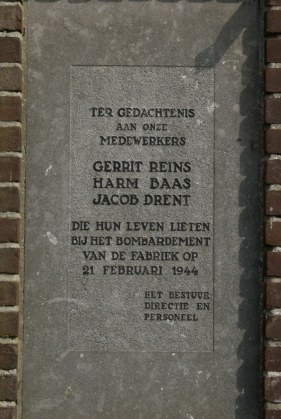 TER GEDACHTENIS
AAN ONZE
MEDEWERKERS
GERRIT REINS
HARM BAAS
JACOB DRENT
DIE HUN LEVEN LIETEN
BIJ HET BOMBARDEMENT
VAN DE FABRIEK OP
21 FEBRUARI 1944
HET BESTUUR
DIRECTIE EN
PERSONEEL